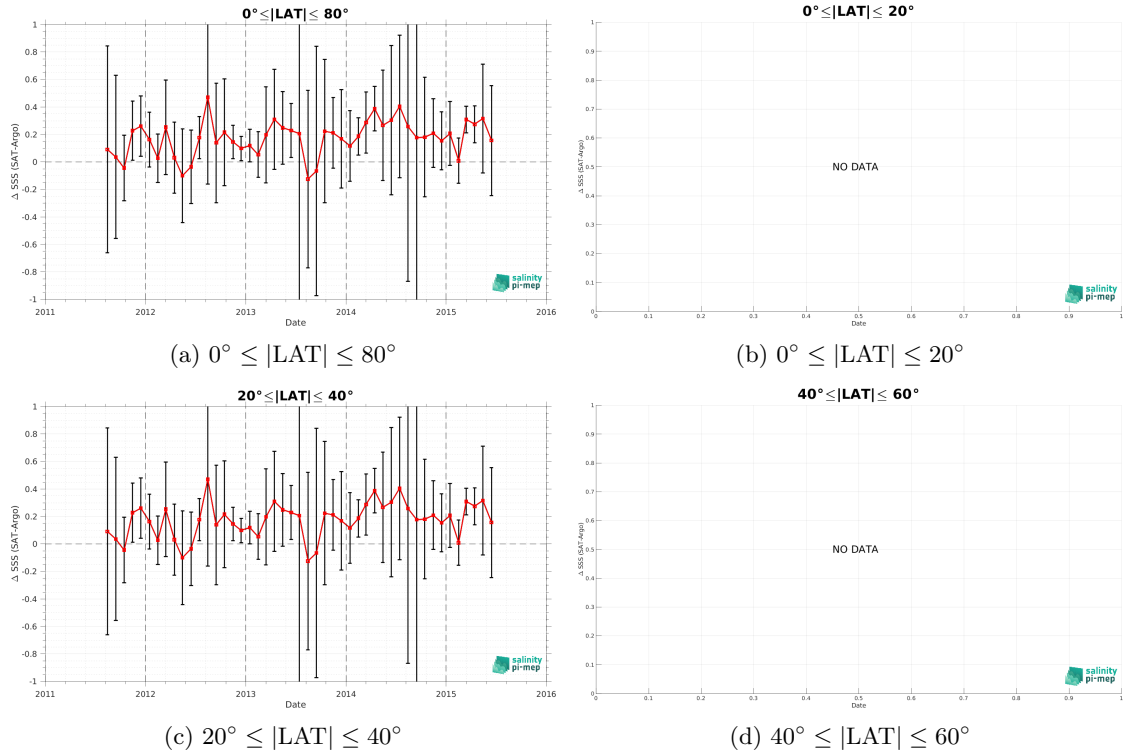 0°≤|LAT|≤ 80°
Δ SSS (SAT-Argo)
1
0.8
0.6
0.4
0.2
0
-0.2
-0.4
-0.6
-0.8
-1
2011 2012 2013 2014 2015 2016
Date
salinity
pi-mep
(a) 0° ≤ |LAT| ≤ 80°
0°≤|LAT|≤ 20°
Δ SSS (SAT-Argo)
1
0.9
0.8
0.7
0.6
0.5
0.4
0.3
0.2
0.1
0
NO DATA
0 0.1 0.2 0.3 0.4 0.5 0.6 0.7 0.8 0.9 1
Date
salinity
pi-mep
(b) 0° ≤ |LAT| ≤ 20°
20°≤|LAT|≤ 40°
Δ SSS (SAT-Argo)
1
0.8
0.6
0.4
0.2
0
-0.2
-0.4
-0.6
-0.8
-1
2011 2012 2013 2014 2015 2016
Date
salinity
pi-mep
(c) 20° ≤ |LAT| ≤ 40°
40°≤|LAT|≤ 60°
Δ SSS (SAT-Argo)
1
0.9
0.8
0.7
0.6
0.5
0.4
0.3
0.2
0.1
0
NO DATA
0 0.1 0.2 0.3 0.4 0.5 0.6 0.7 0.8 0.9 1
Date
salinity
pi-mep
(d) 40° ≤ |LAT| ≤ 60°